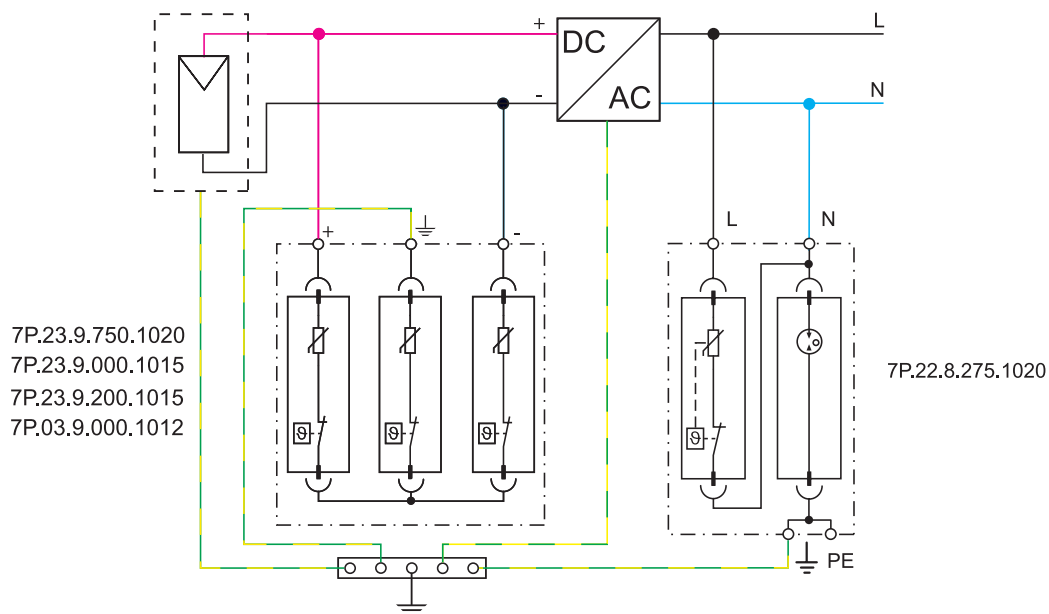 +
DC
L
-
AC
N
+
-
L
N
7P.23.9.750.1020
7P.23.9.000.1015
7P.23.9.200.1015
7P.03.9.000.1012
7P.22.8.275.1020
ϑ
ϑ
ϑ
ϑ
PE